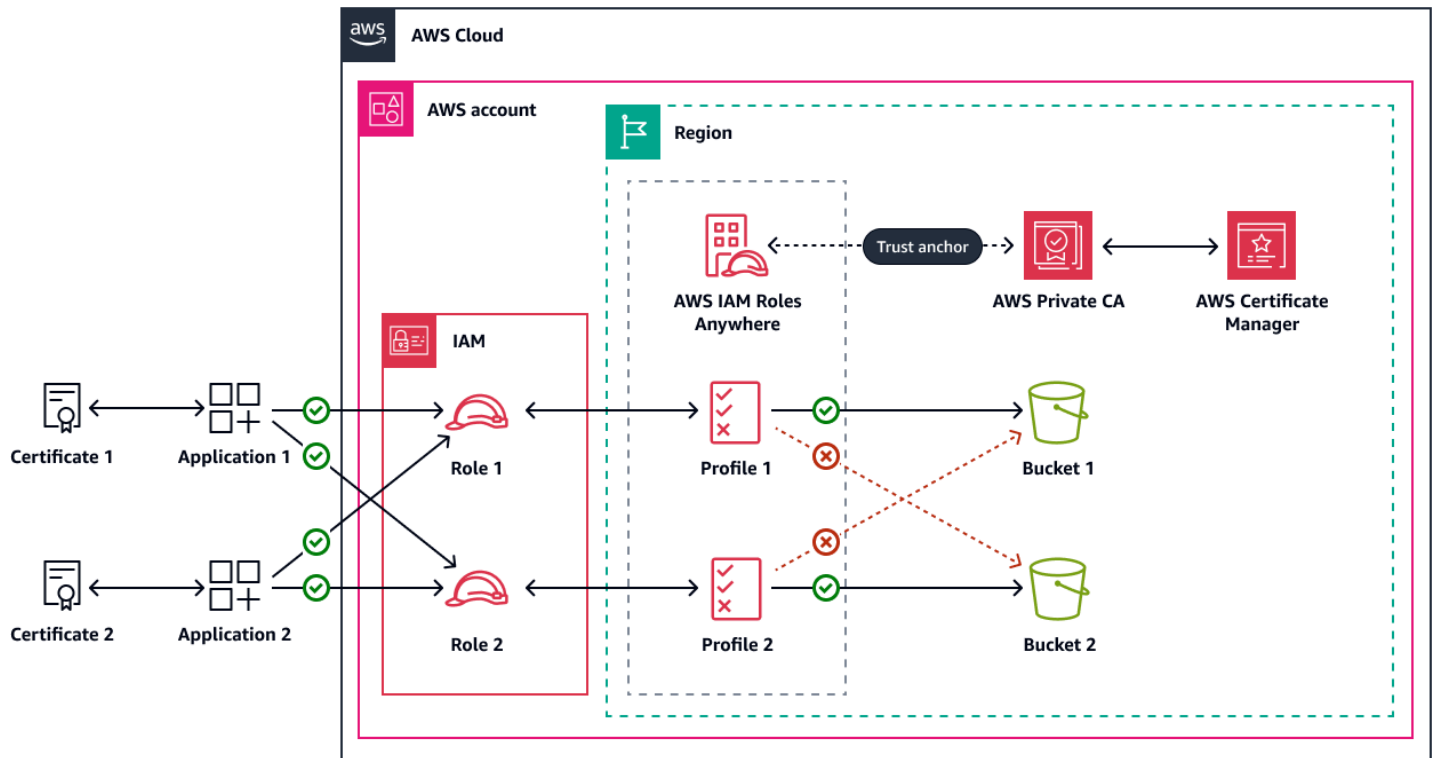 aws
AWS Cloud
AWS account
Region
Trust anchor
AWS IAM Roles
Anywhere
AWS Private CA
AWS Certificate
Manager
IAM
Certificate 1
Application 1
Role 1
Profile 1
Bucket 1
Certificate 2
Application 2
Role 2
Profile 2
Bucket 2